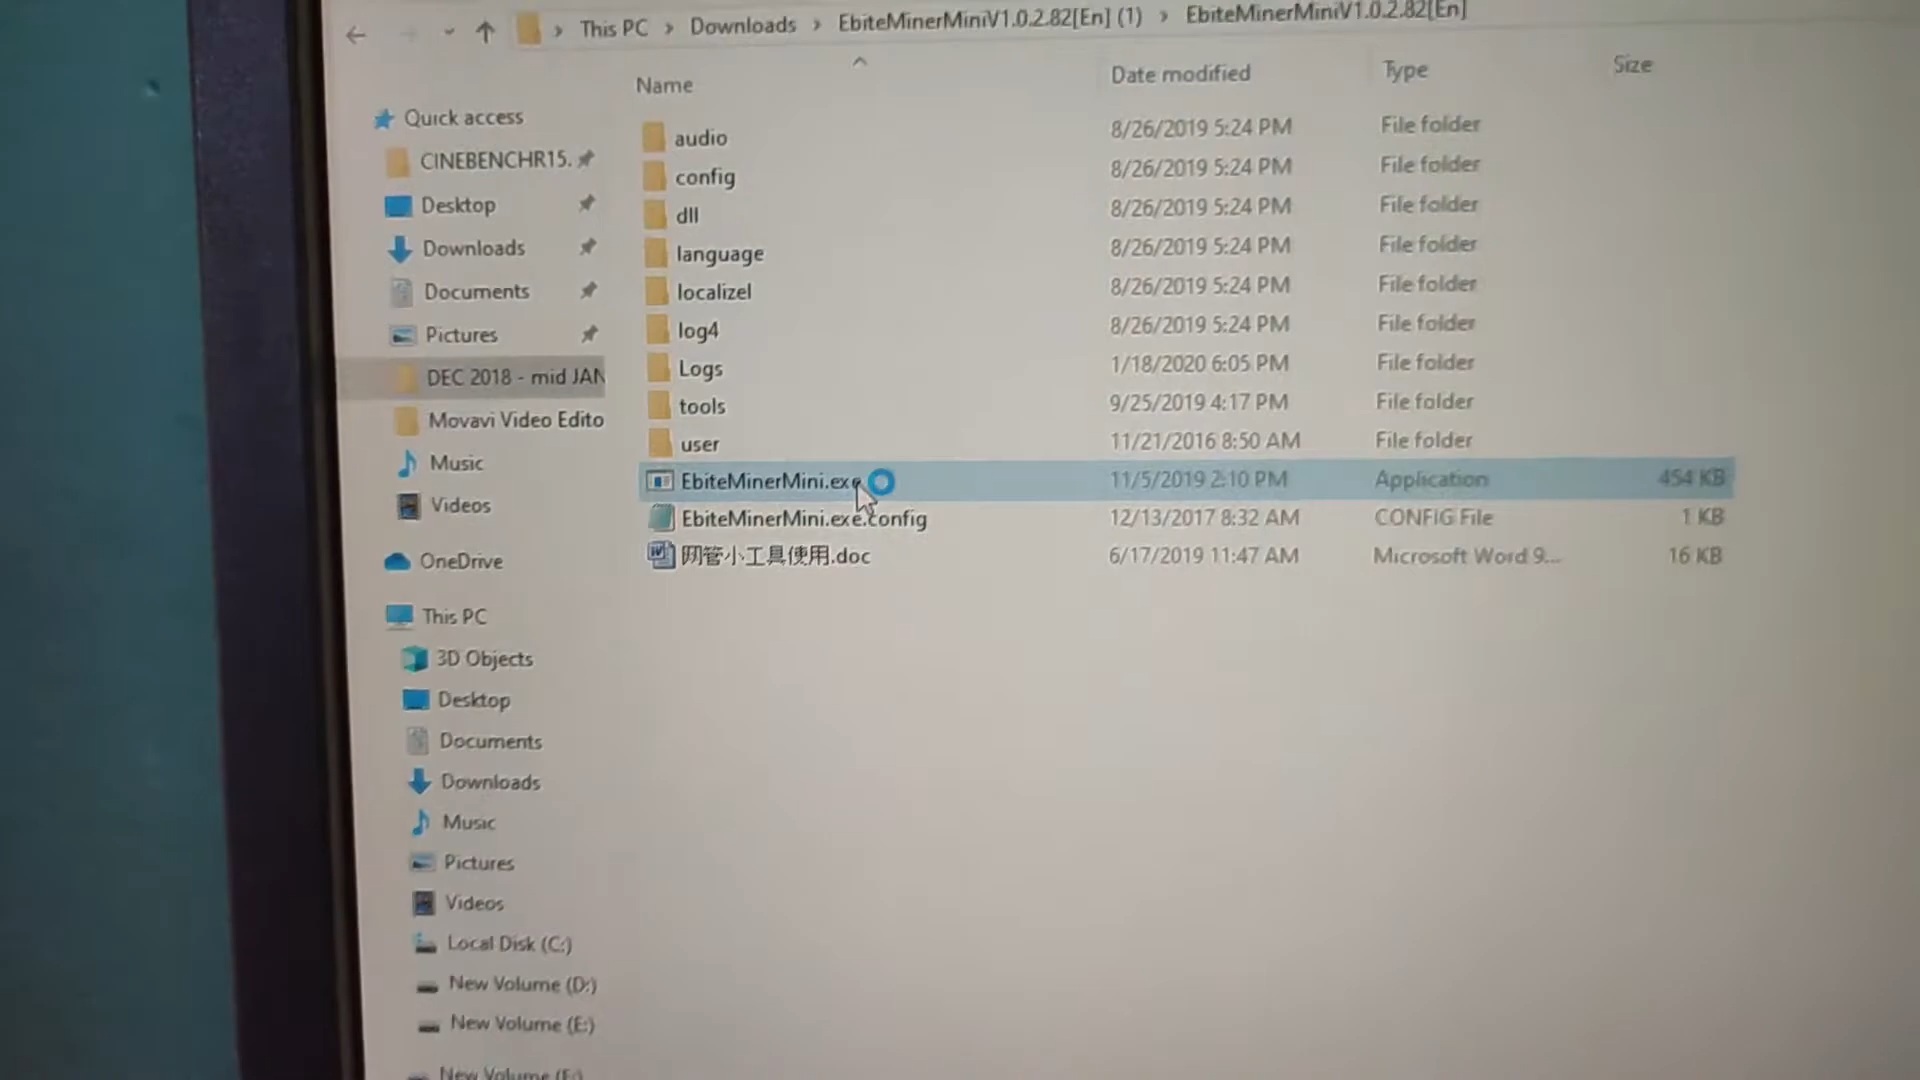 This PC > Downloads > EbiteMinerMiniV1.0.2.82[En] (1) > EbiteMinerMiniV1.0.2.82[En]
Name Date modified Type Size
Quick access
CINEBENCHR15.
Desktop
Downloads
Documents
Pictures
DEC 2018 - mid JAN
Movavi Video Edito
Music
Videos
OneDrive
This PC
3D Objects
Desktop
Documents
Downloads
Music
Pictures
Videos
Local Disk (C:)
New Volume (D:)
New Volume (E:)
New Volume (F:)
audio 8/26/2019 5:24 PM File folder
config 8/26/2019 5:24 PM File folder
dll 8/26/2019 5:24 PM File folder
language 8/26/2019 5:24 PM File folder
localizel 8/26/2019 5:24 PM File folder
log4 8/26/2019 5:24 PM File folder
Logs 1/18/2020 6:05 PM File folder
tools 9/25/2019 4:17 PM File folder
user 11/21/2016 8:50 AM File folder
EbiteMinerMini.exe 11/5/2019 2:10 PM Application 454 KB
EbiteMinerMini.exe.config 12/13/2017 8:32 AM CONFIG File 1 KB
网管小工具使用.doc 6/17/2019 11:47 AM Microsoft Word 9... 16 KB